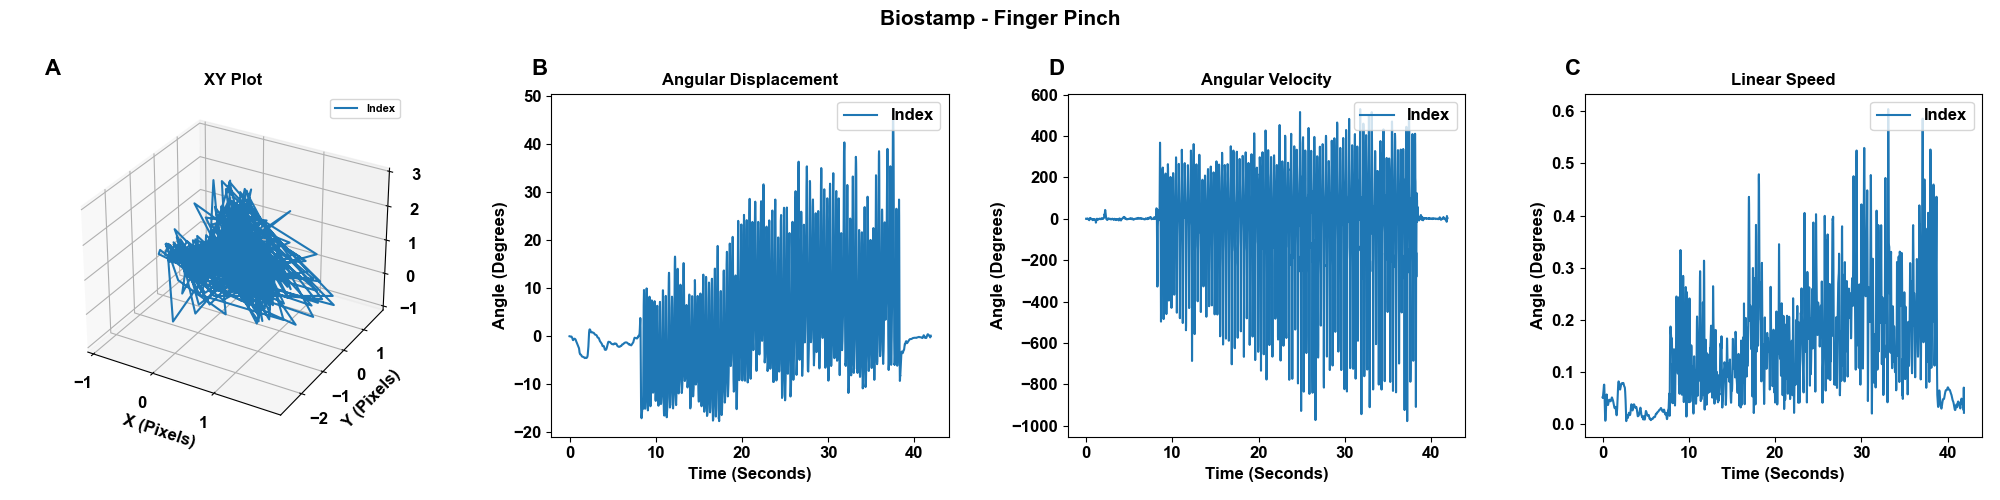 Biostamp - Finger Pinch
A
XY Plot
Index
3
2
1
0
−1
−1
0
1
X (Pixels)
1
0
−1
−2
Y (Pixels)
B
Angular Displacement
Index
50
40
30
20
10
0
−10
−20
Angle (Degrees)
0 10 20 30 40
Time (Seconds)
D
Angular Velocity
Index
600
400
200
0
−200
−400
−600
−800
−1000
Angle (Degrees)
0 10 20 30 40
Time (Seconds)
C
Linear Speed
Index
0.6
0.5
0.4
0.3
0.2
0.1
0.0
Angle (Degrees)
0 10 20 30 40
Time (Seconds)